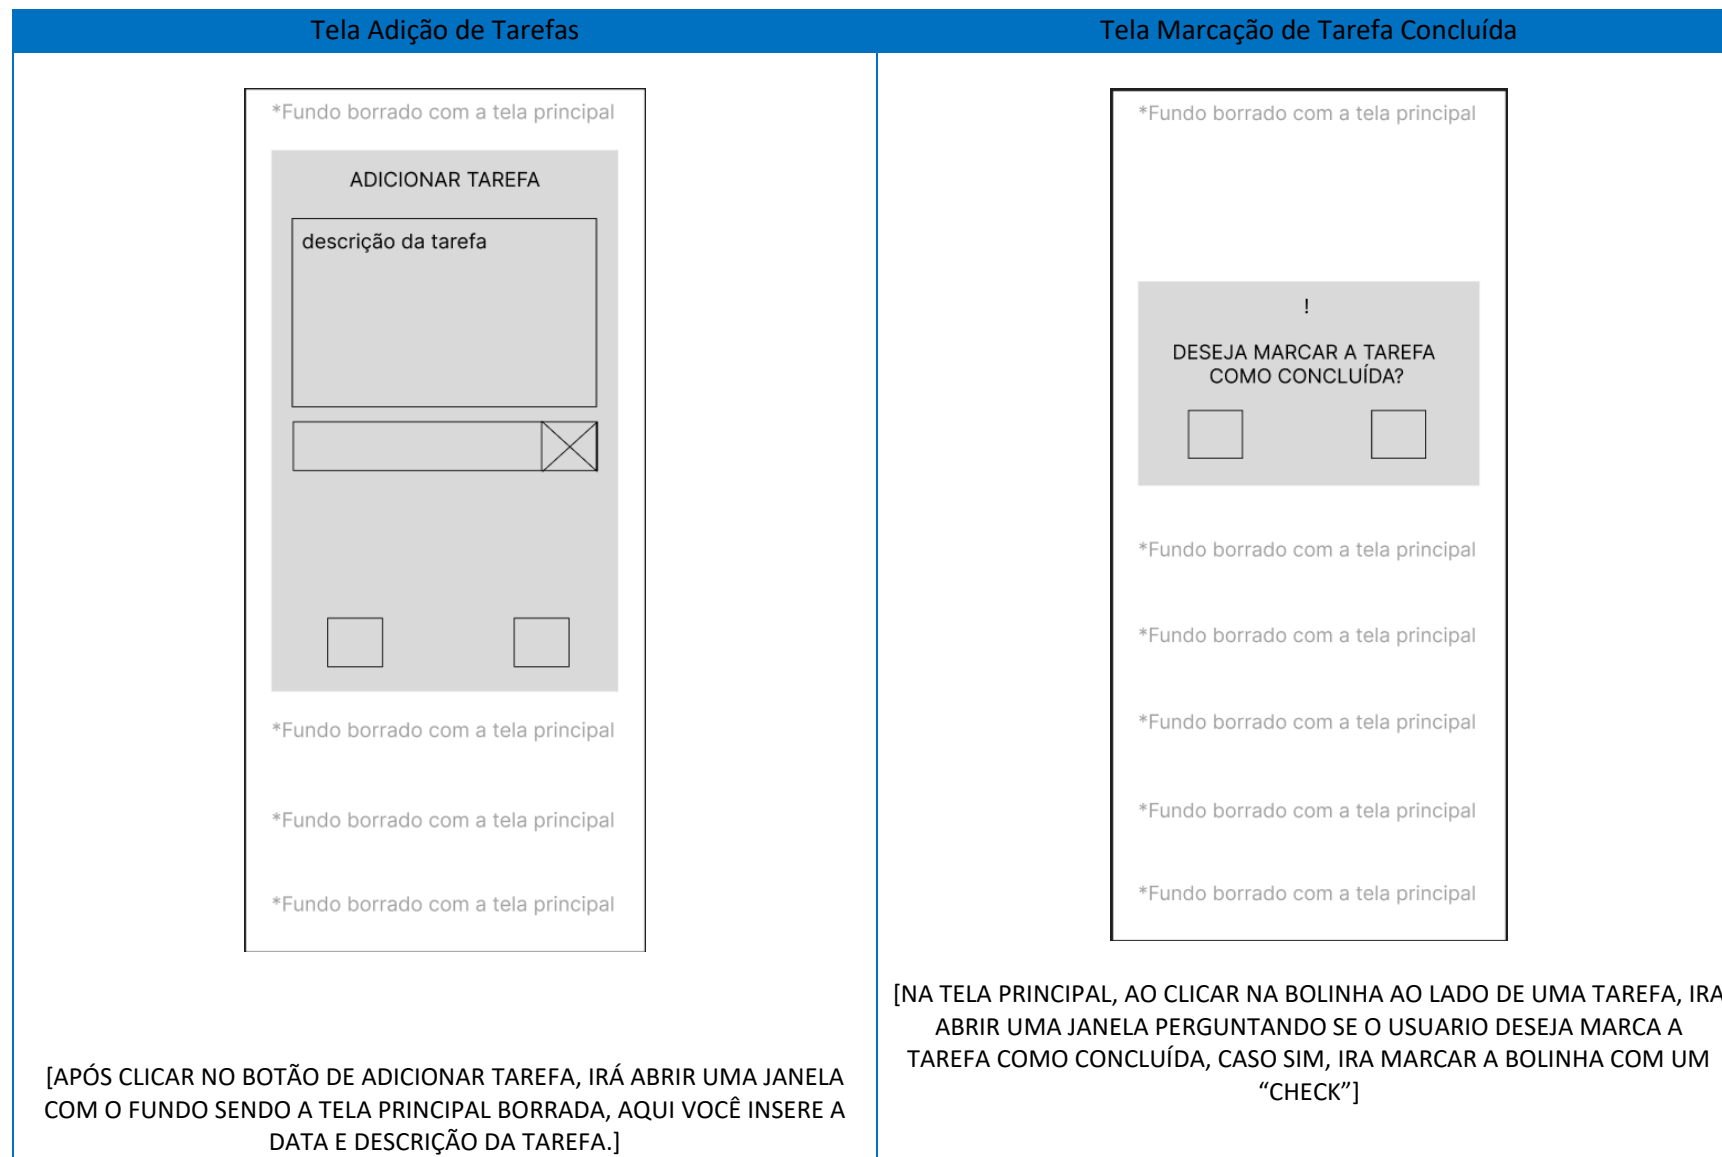 Tela Adição de Tarefas
*Fundo borrado com a tela principal
ADICIONAR TAREFA
descrição da tarefa
*Fundo borrado com a tela principal
*Fundo borrado com a tela principal
*Fundo borrado com a tela principal
[APÓS CLICAR NO BOTÃO DE ADICIONAR TAREFA, IRÁ ABRIR UMA JANELA
COM O FUNDO SENDO A TELA PRINCIPAL BORRADA, AQUI VOCÊ INSERE A
DATA E DESCRIÇÃO DA TAREFA.]
Tela Marcação de Tarefa Concluída
*Fundo borrado com a tela principal
!
DESEJA MARCAR A TAREFA
COMO CONCLUÍDA?
*Fundo borrado com a tela principal
*Fundo borrado com a tela principal
*Fundo borrado com a tela principal
*Fundo borrado com a tela principal
*Fundo borrado com a tela principal
[NA TELA PRINCIPAL, AO CLICAR NA BOLINHA AO LADO DE UMA TAREFA, IRA
ABRIR UMA JANELA PERGUNTANDO SE O USUARIO DESEJA MARCA A
TAREFA COMO CONCLUÍDA, CASO SIM, IRA MARCAR A BOLINHA COM UM
“CHECK”]